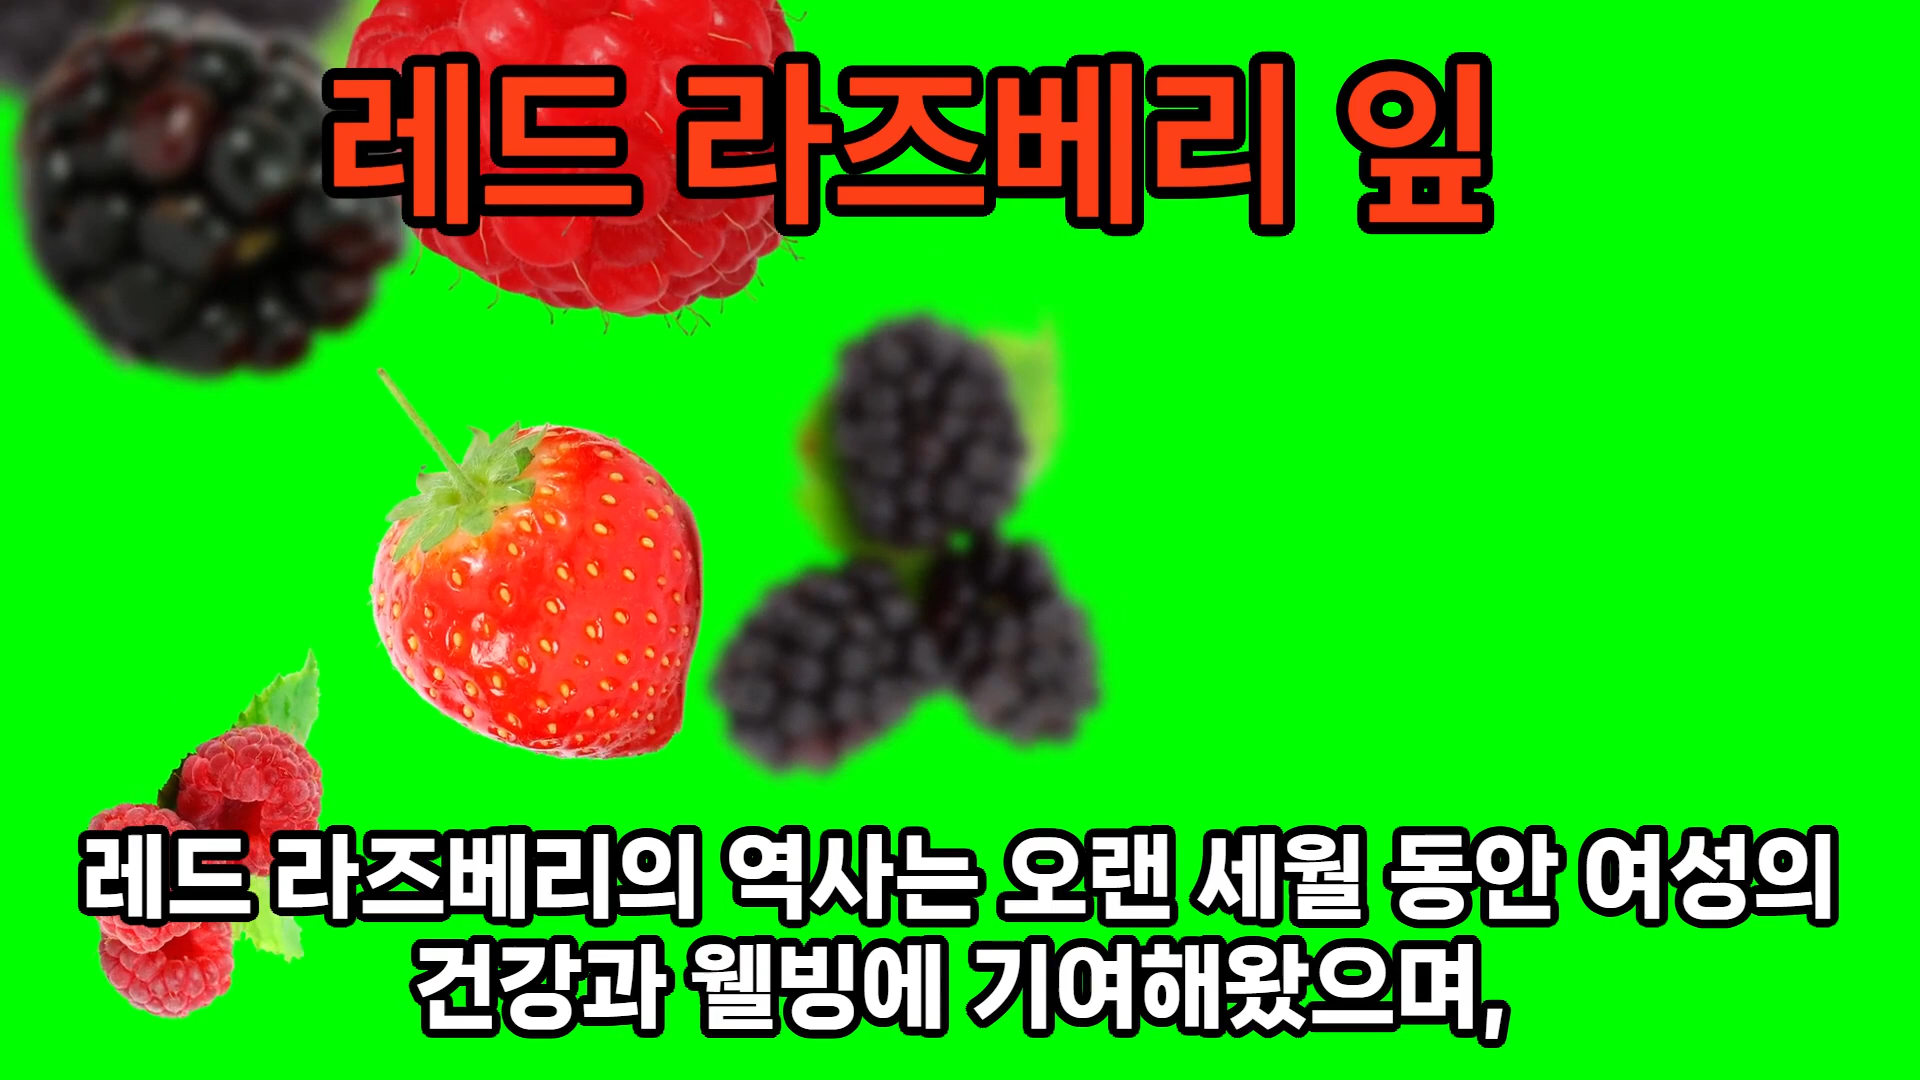 레드 라즈베리 잎
레드 라즈베리의 역사는 오랜 세월 동안 여성의
건강과 웰빙에 기여해왔으며,